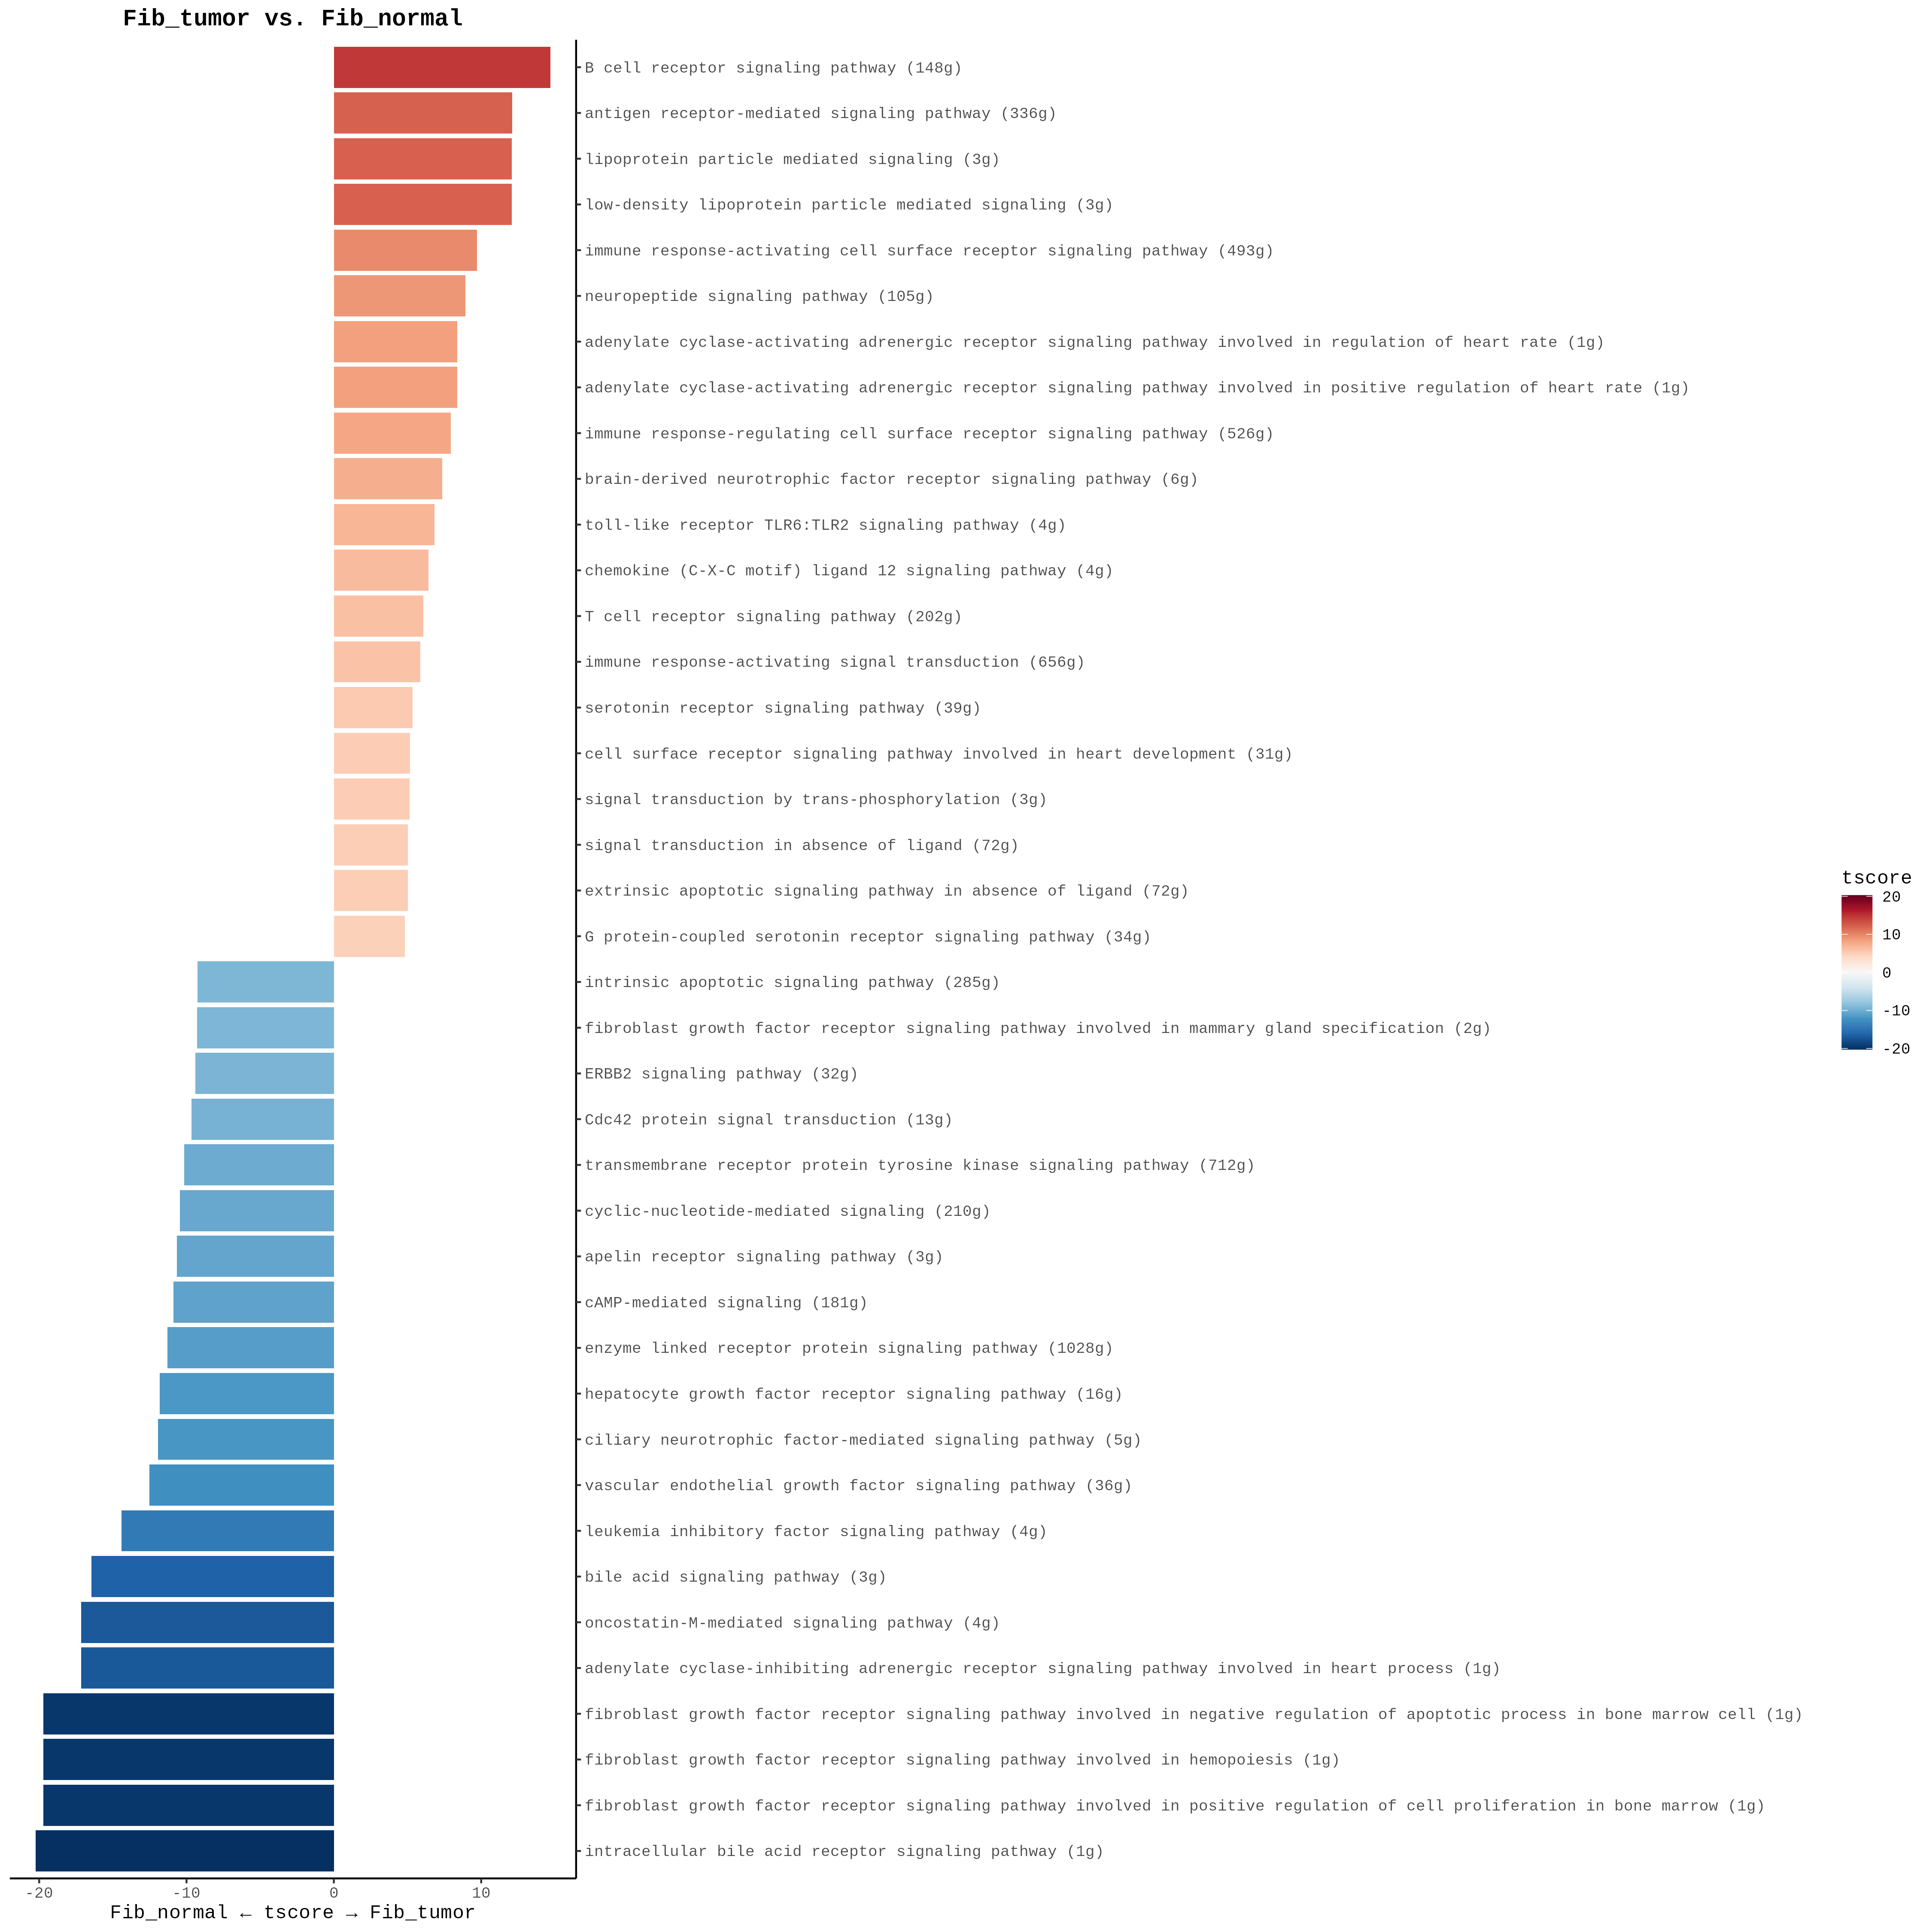 Fib_tumor vs. Fib_normal
B cell receptor signaling pathway (148g)
antigen receptor-mediated signaling pathway (336g)
lipoprotein particle mediated signaling (3g)
low-density lipoprotein particle mediated signaling (3g)
immune response-activating cell surface receptor signaling pathway (493g)
neuropeptide signaling pathway (105g)
adenylate cyclase-activating adrenergic receptor signaling pathway involved in regulation of heart rate (1g)
adenylate cyclase-activating adrenergic receptor signaling pathway involved in positive regulation of heart rate (1g)
immune response-regulating cell surface receptor signaling pathway (526g)
brain-derived neurotrophic factor receptor signaling pathway (6g)
toll-like receptor TLR6:TLR2 signaling pathway (4g)
chemokine (C-X-C motif) ligand 12 signaling pathway (4g)
T cell receptor signaling pathway (202g)
immune response-activating signal transduction (656g)
serotonin receptor signaling pathway (39g)
cell surface receptor signaling pathway involved in heart development (31g)
signal transduction by trans-phosphorylation (3g)
signal transduction in absence of ligand (72g)
extrinsic apoptotic signaling pathway in absence of ligand (72g)
G protein-coupled serotonin receptor signaling pathway (34g)
intrinsic apoptotic signaling pathway (285g)
fibroblast growth factor receptor signaling pathway involved in mammary gland specification (2g)
ERBB2 signaling pathway (32g)
Cdc42 protein signal transduction (13g)
transmembrane receptor protein tyrosine kinase signaling pathway (712g)
cyclic-nucleotide-mediated signaling (210g)
apelin receptor signaling pathway (3g)
cAMP-mediated signaling (181g)
enzyme linked receptor protein signaling pathway (1028g)
hepatocyte growth factor receptor signaling pathway (16g)
ciliary neurotrophic factor-mediated signaling pathway (5g)
vascular endothelial growth factor signaling pathway (36g)
leukemia inhibitory factor signaling pathway (4g)
bile acid signaling pathway (3g)
oncostatin-M-mediated signaling pathway (4g)
adenylate cyclase-inhibiting adrenergic receptor signaling pathway involved in heart process (1g)
fibroblast growth factor receptor signaling pathway involved in negative regulation of apoptotic process in bone marrow cell (1g)
fibroblast growth factor receptor signaling pathway involved in hemopoiesis (1g)
fibroblast growth factor receptor signaling pathway involved in positive regulation of cell proliferation in bone marrow (1g)
intracellular bile acid receptor signaling pathway (1g)
-20 -10 0 10
Fib_normal ← tscore → Fib_tumor
tscore
20
10
0
-10
-20